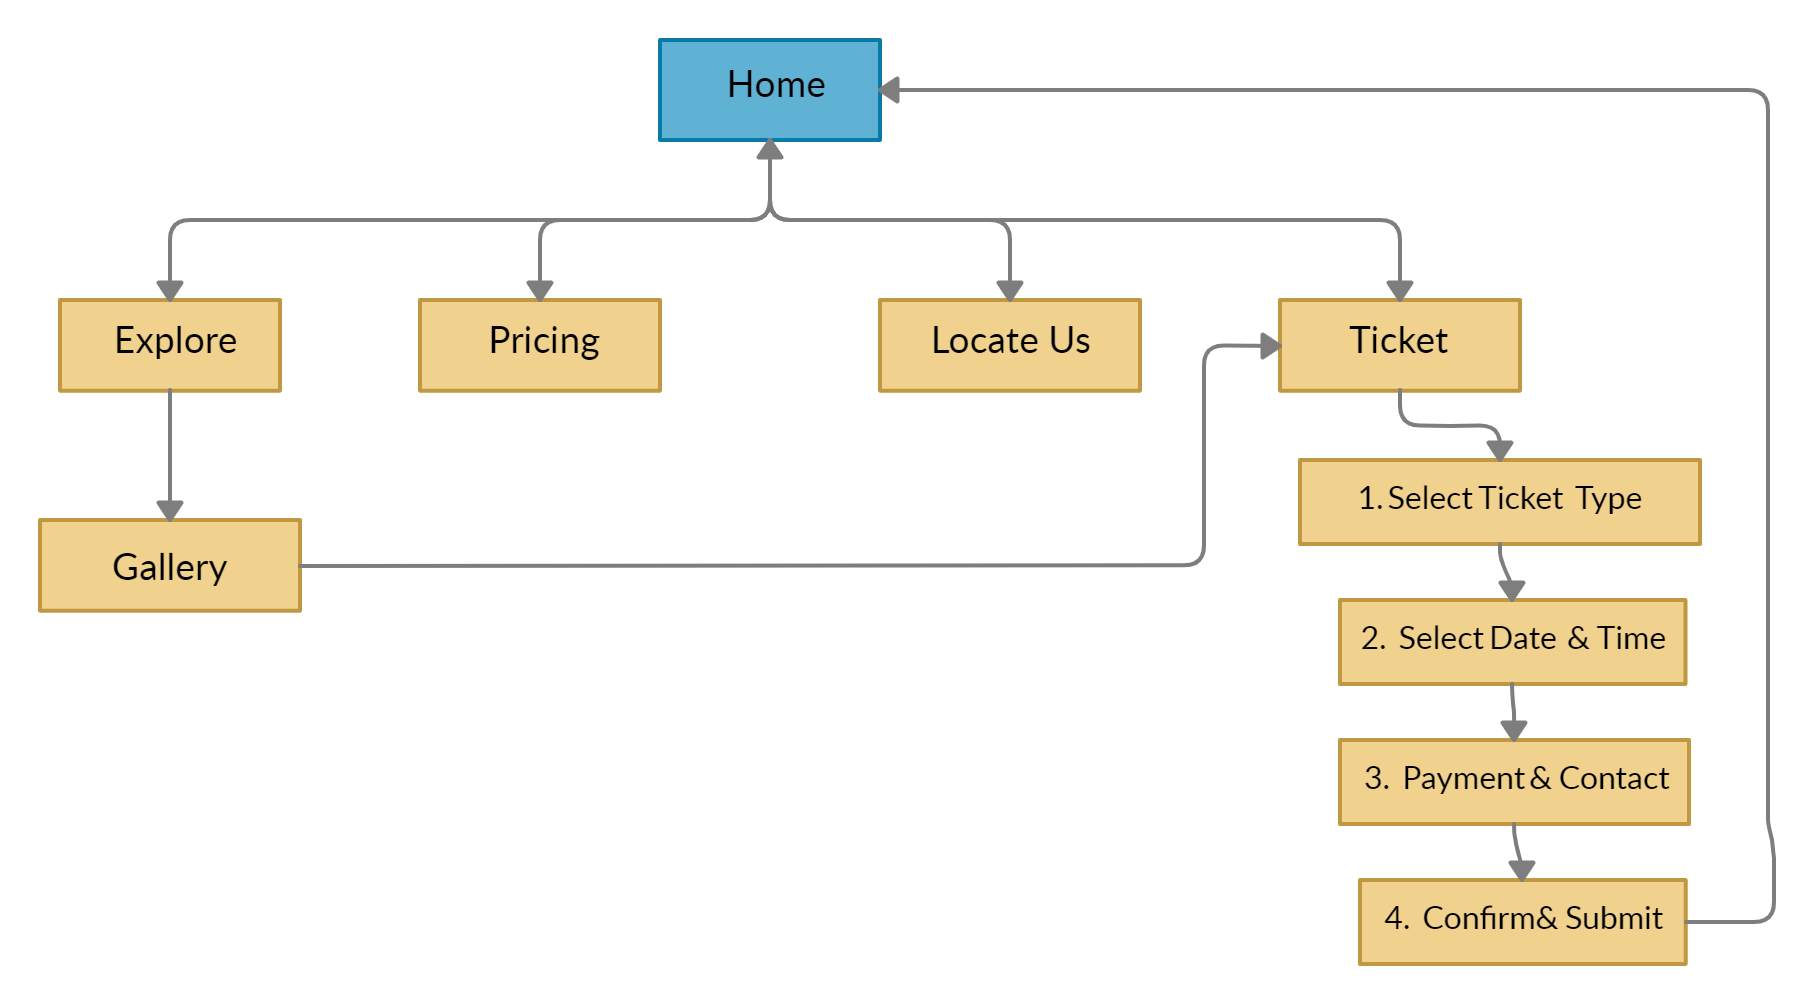 Home
Explore
Pricing
Locate Us
Ticket
1. Select Ticket Type
Gallery
2. Select Date & Time
3. Payment & Contact
4. Confirm& Submit